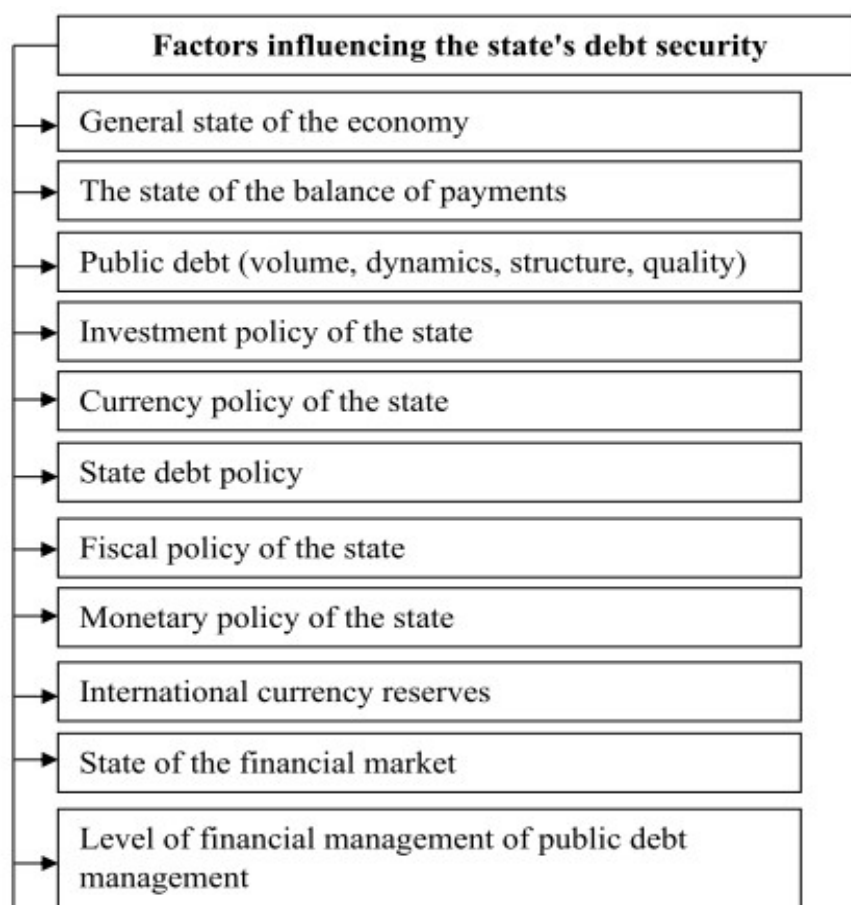 Factors influencing the state's debt security
General state of the economy
The state of the balance of payments
Public debt (volume, dynamics, structure, quality)
Investment policy of the state
Currency policy of the state
State debt policy
Fiscal policy of the state
Monetary policy of the state
International currency reserves
State of the financial market
Level of financial management of public debt
management